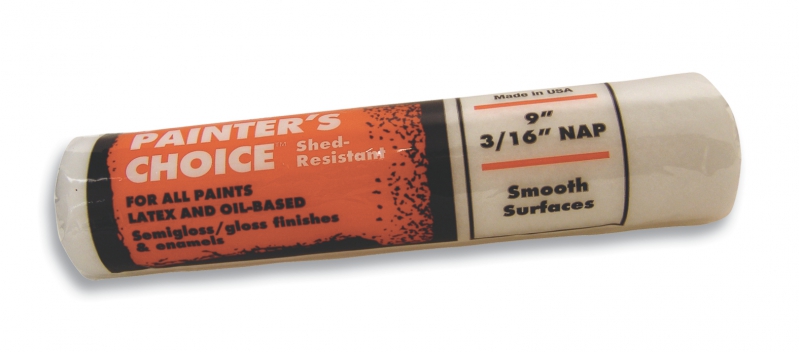 PAINTER'S
CHOICE™ Shed-
Resistant
FOR ALL PAINTS
LATEX AND OIL-BASED
Semigloss/gloss finishes
& enamels
Made in USA
9”
3/16” NAP
Smooth
Surfaces